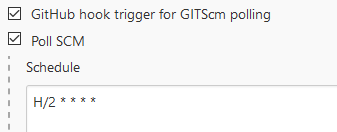 GitHub hook trigger for GITScm polling
Poll SCM
Schedule
H/2 * * * *